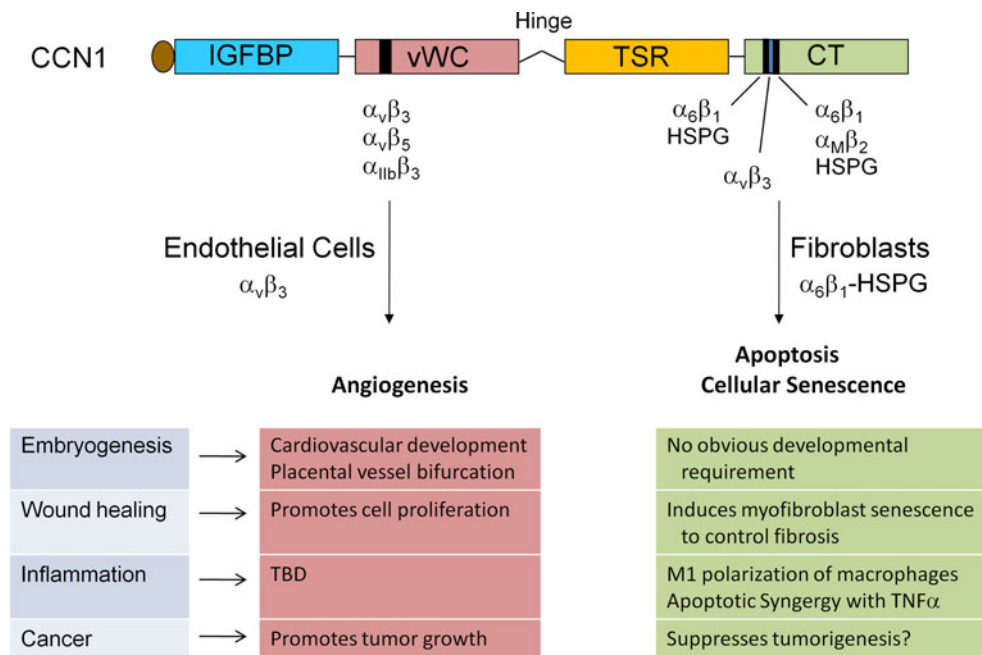 Hinge
CCN1 IGFBP vWC TSR CT
αvβ3
αvβ5
αIIbβ3
α6β1
HSPG
αvβ3
α6β1
αMβ2
HSPG
Endothelial Cells
αvβ3
Fibroblasts
α6β1-HSPG
Angiogenesis
Apoptosis
Cellular Senescence
Embryogenesis
Cardiovascular development
Placental vessel bifurcation
No obvious developmental
requirement
Wound healing
Promotes cell proliferation
Induces myofibroblast senescence
to control fibrosis
Inflammation
TBD
M1 polarization of macrophages
Apoptotic Syngergy with TNFα
Cancer
Promotes tumor growth
Suppresses tumorigenesis?